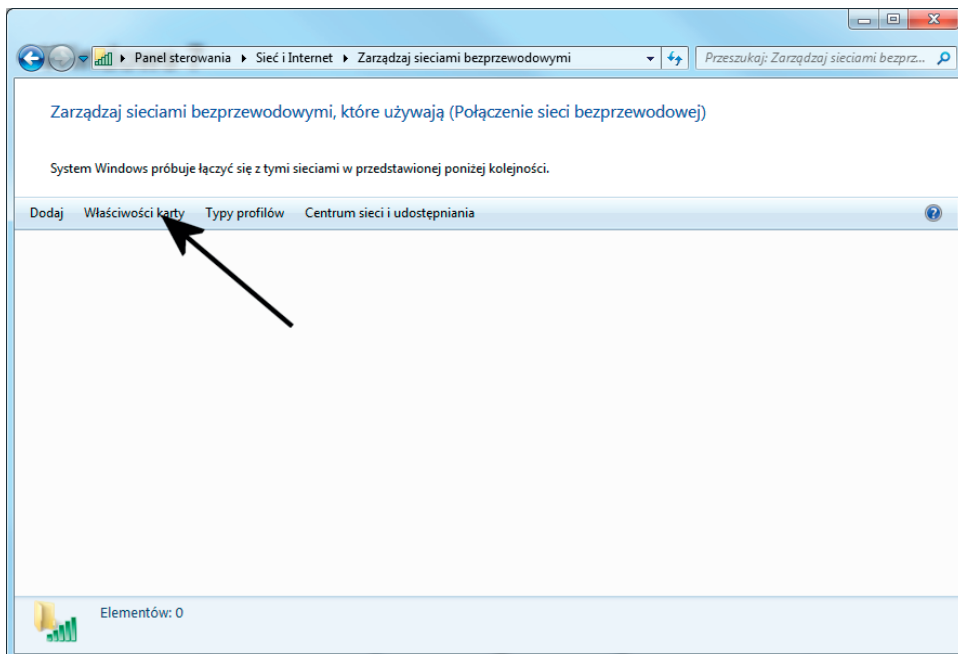 Panel sterowania Sieć i Internet Zarządzaj sieciami bezprzewodowymi Przeszukaj: Zarządzaj sieciami bezprz...
Zarządzaj sieciami bezprzewodowymi, które używają (Połączenie sieci bezprzewodowej)
System Windows próbuje łączyć się z tymi sieciami w przedstawionej poniżej kolejności.
Dodaj Właściwości karty Typy profilów Centrum sieci i udostępniania
Elementów: 0